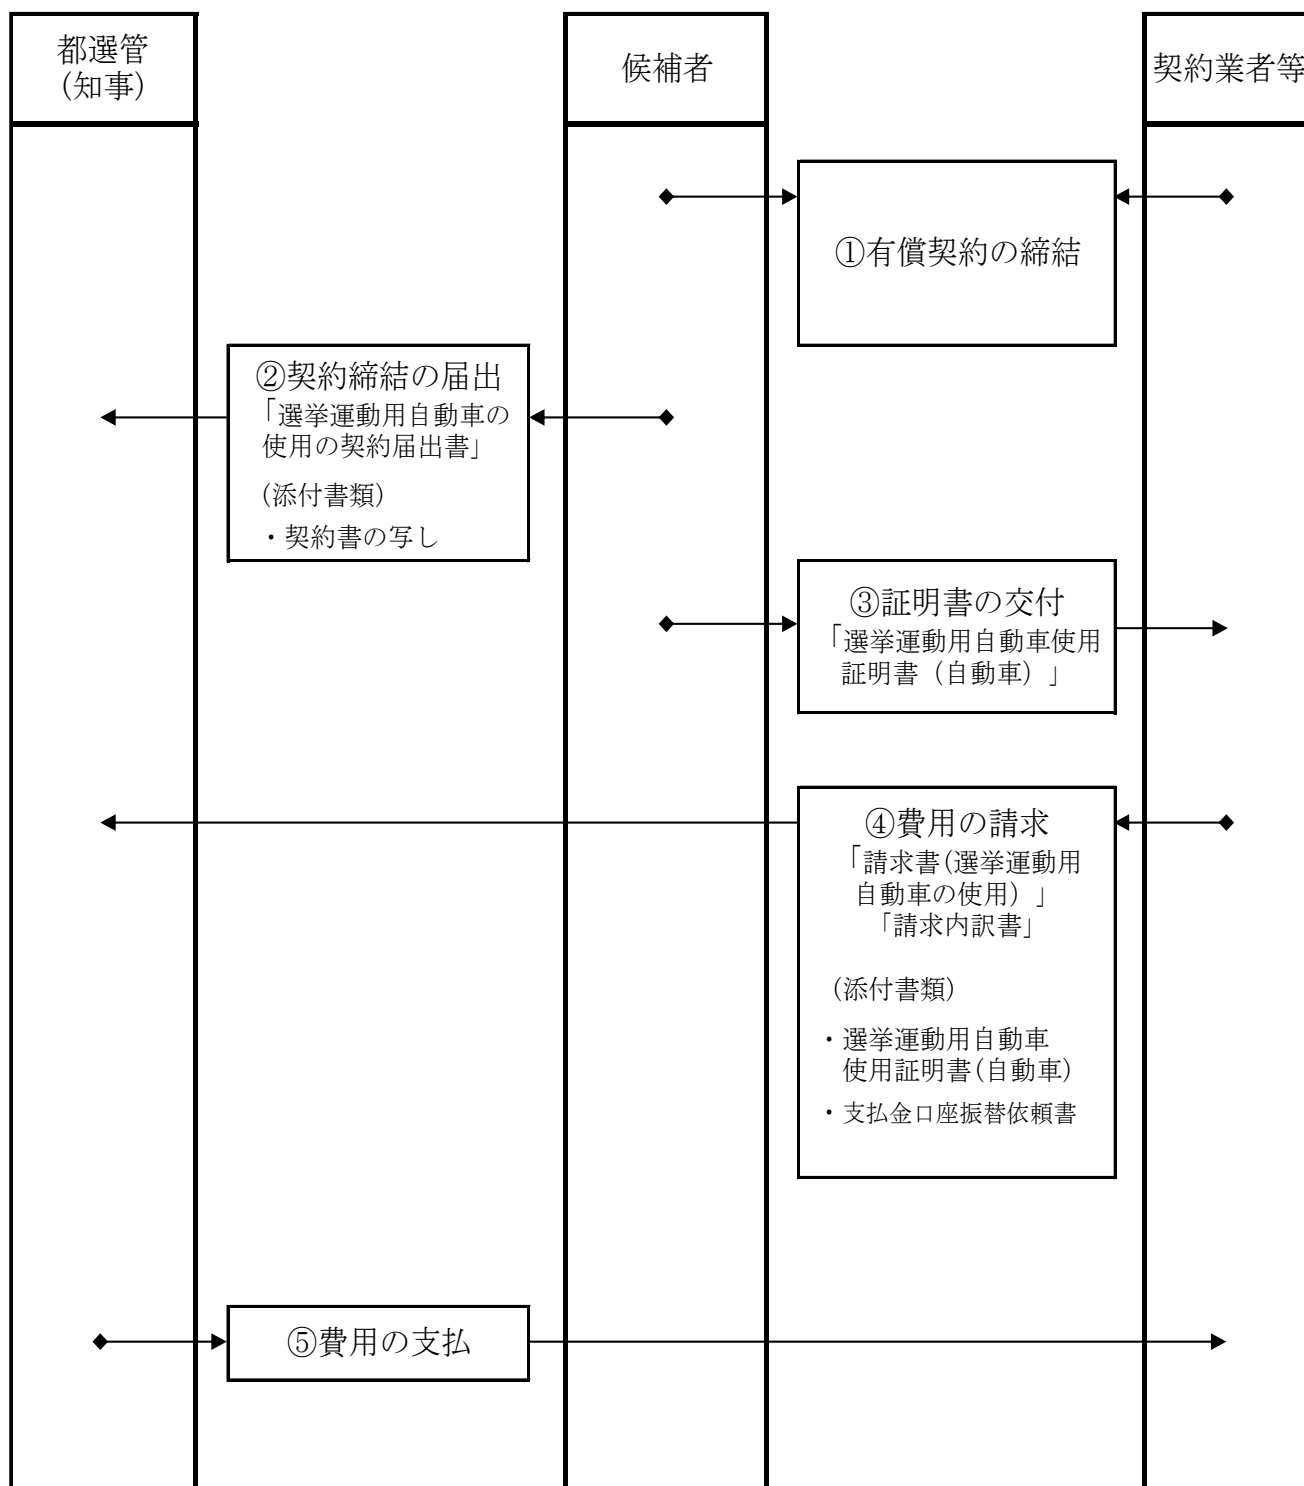 都選管
(知事)
候補者
契約業者等
①有償契約の締結
②契約締結の届出
「選挙運動用自動車の
使用の契約届出書」
(添付書類)
・契約書の写し
③証明書の交付
「選挙運動用自動車使用
証明書（自動車）」
④費用の請求
「請求書(選挙運動用
自動車の使用）」
「請求内訳書」
(添付書類)
・選挙運動用自動車
使用証明書(自動車)
・支払金口座振替依頼書
⑤費用の支払